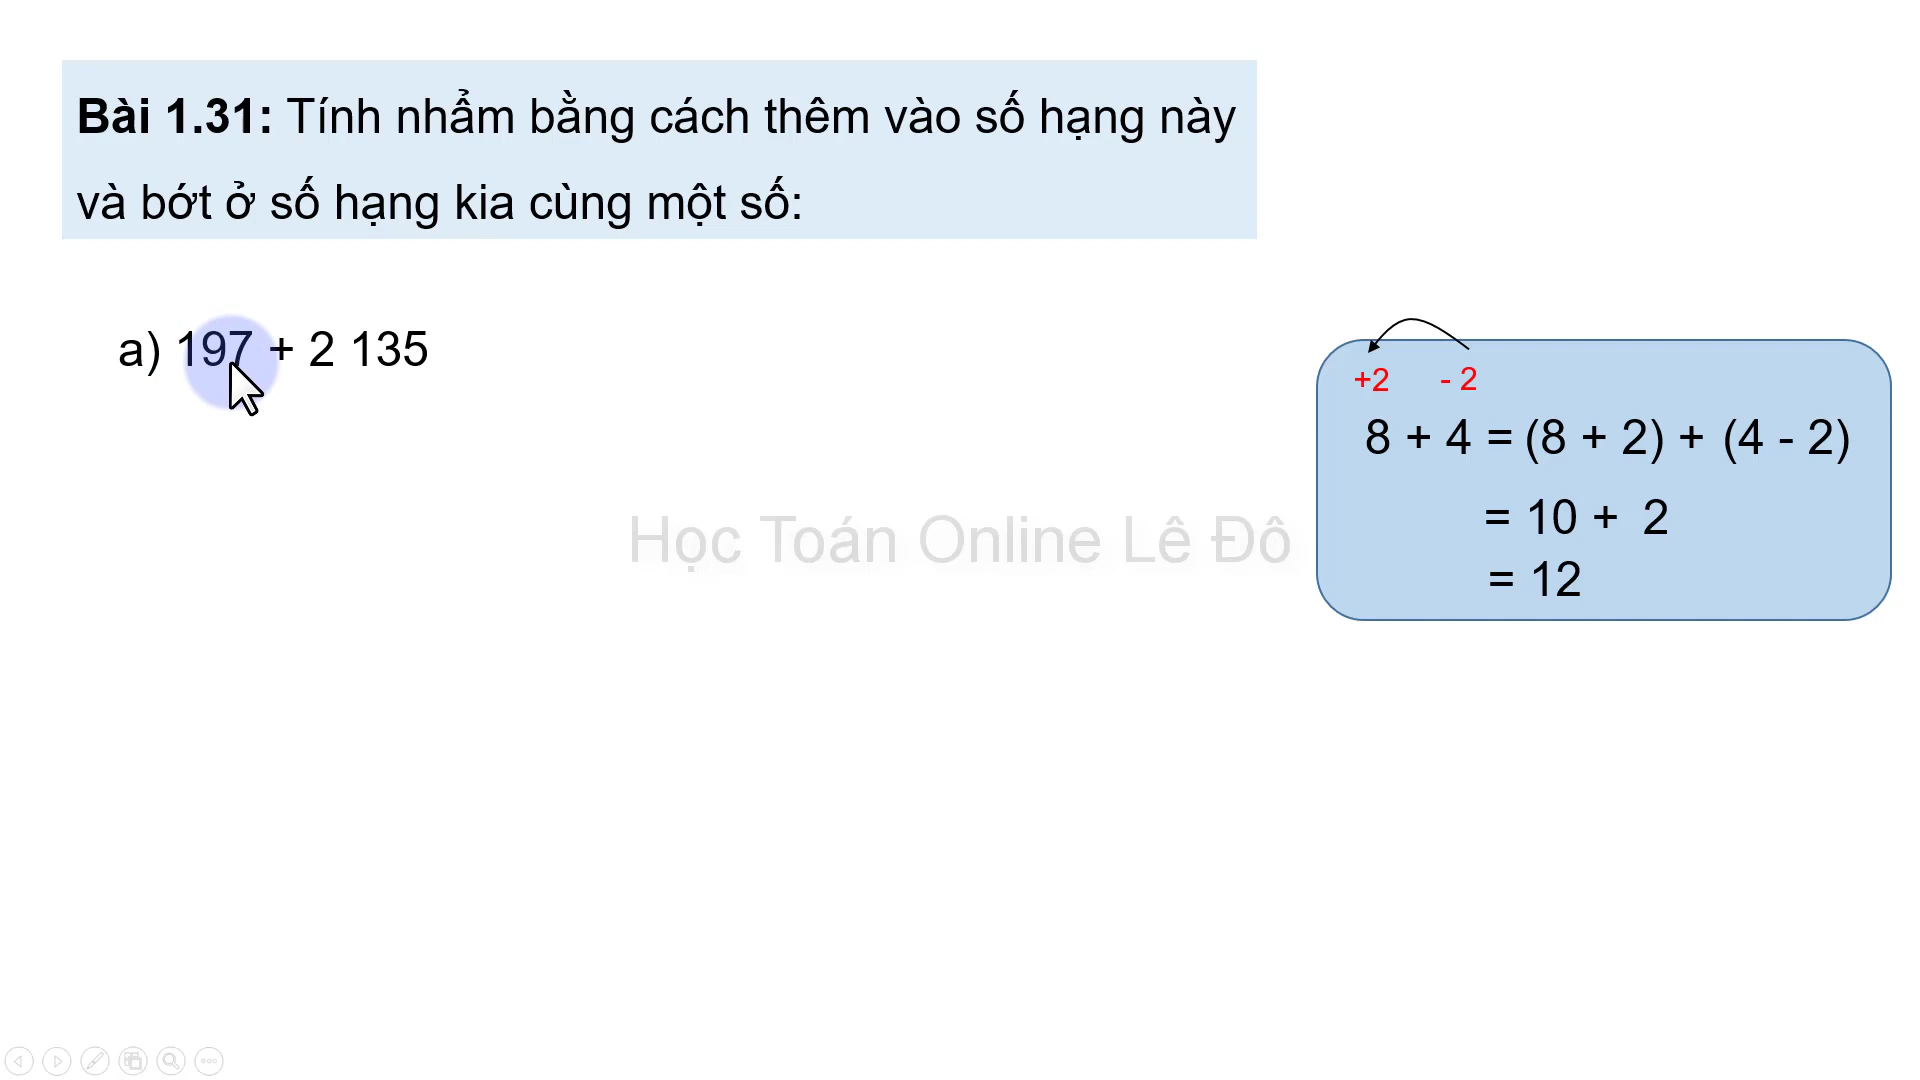 Bài 1.31: Tính nhẩm bằng cách thêm vào số hạng này
và bớt ở số hạng kia cùng một số:
a) 197 + 2 135
+2 - 2
8 + 4 = (8 + 2) + (4 - 2)
= 10 + 2
= 12
Học Toán Online Lê Đô